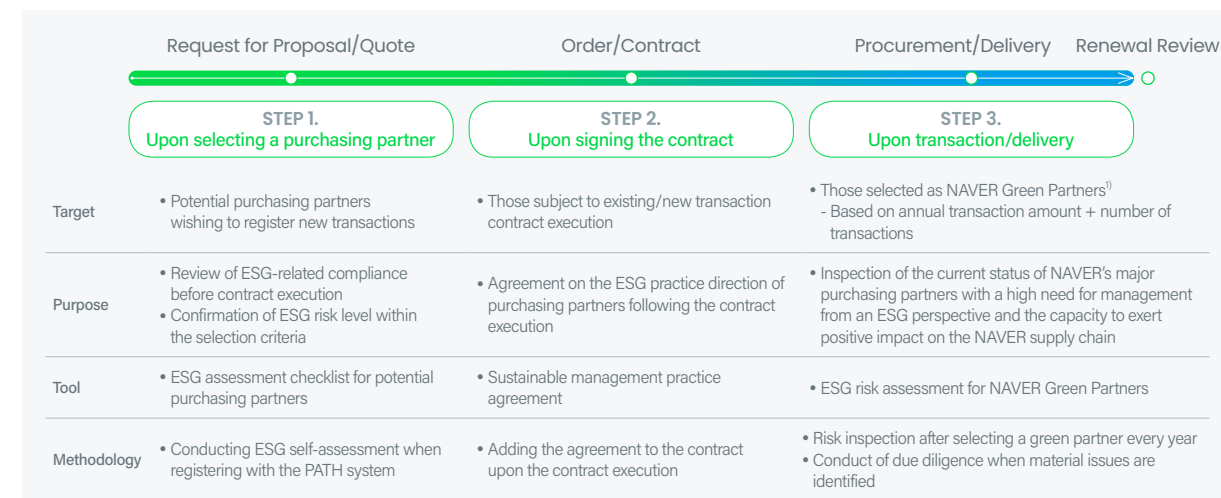 Request for Proposal/Quote
Order/Contract
Procurement/Delivery
Renewal Review
STEP 1.
Upon selecting a purchasing partner
STEP 2.
Upon signing the contract
STEP 3.
Upon transaction/delivery
Target
• Potential purchasing partners
wishing to register new transactions
• Those subject to existing/new transaction
contract execution
• Those selected as NAVER Green Partners1)
- Based on annual transaction amount + number of
transactions
Purpose
• Review of ESG-related compliance
before contract execution
• Confirmation of ESG risk level within
the selection criteria
• Agreement on the ESG practice direction of
purchasing partners following the contract
execution
• Inspection of the current status of NAVER's major
purchasing partners with a high need for management
from an ESG perspective and the capacity to exert
positive impact on the NAVER supply chain
Tool
• ESG assessment checklist for potential
purchasing partners
• Sustainable management practice
agreement
• ESG risk assessment for NAVER Green Partners
Methodology
• Conducting ESG self-assessment when
registering with the PATH system
• Adding the agreement to the contract
upon the contract execution
• Risk inspection after selecting a green partner every year
• Conduct of due diligence when material issues are
identified